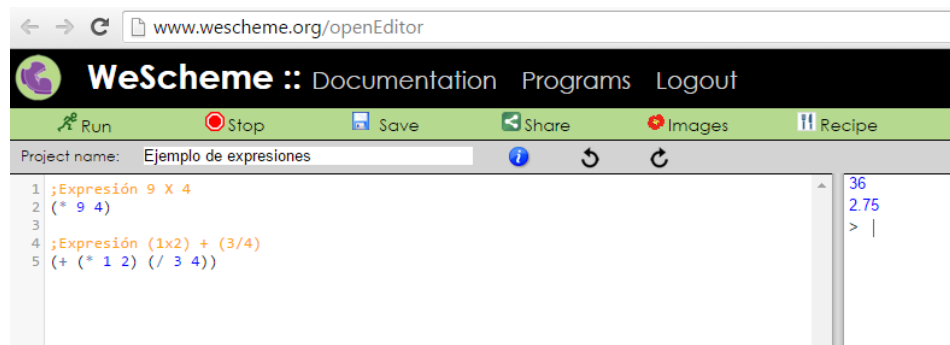 www.wescheme.org/openEditor
WeScheme :: Documentation Programs Logout
Run Stop Save Share Images Recipe
Project name: Ejemplo de expresiones
1 ;Expresión 9 X 4
2 (* 9 4)
3
4 ;Expresión (1x2) + (3/4)
5 (+ (* 1 2) (/ 3 4))
36
2.75
>